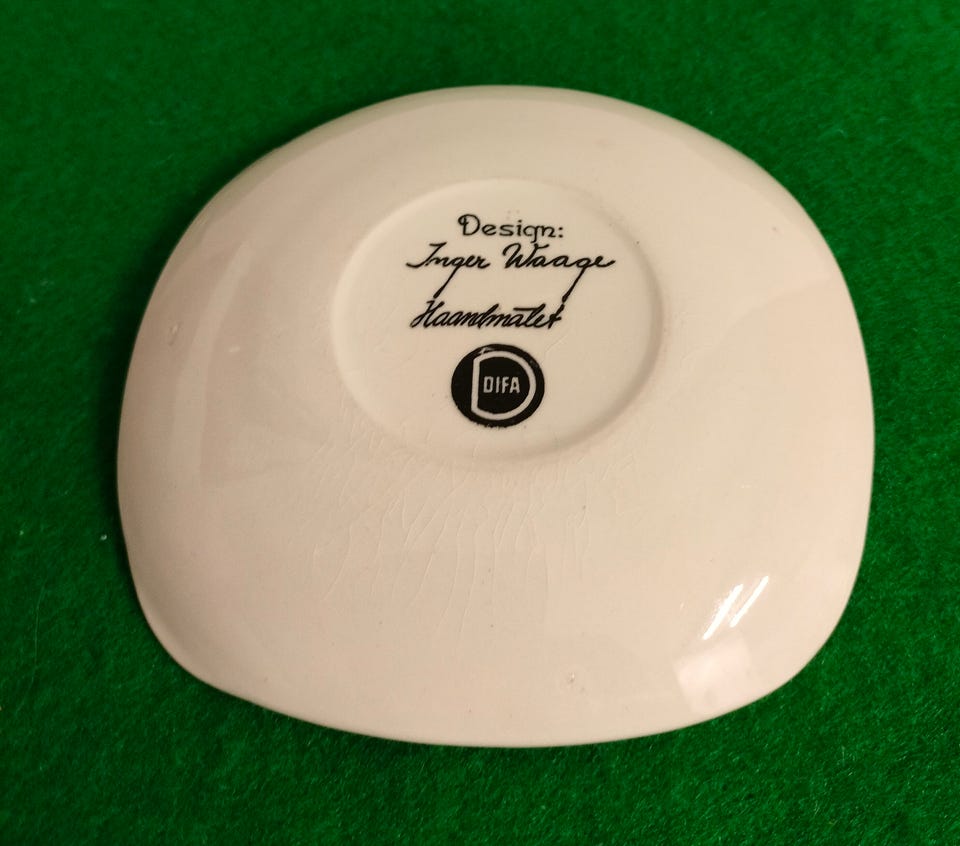 Design:
Inger Waage
Haandmalet
DIFA